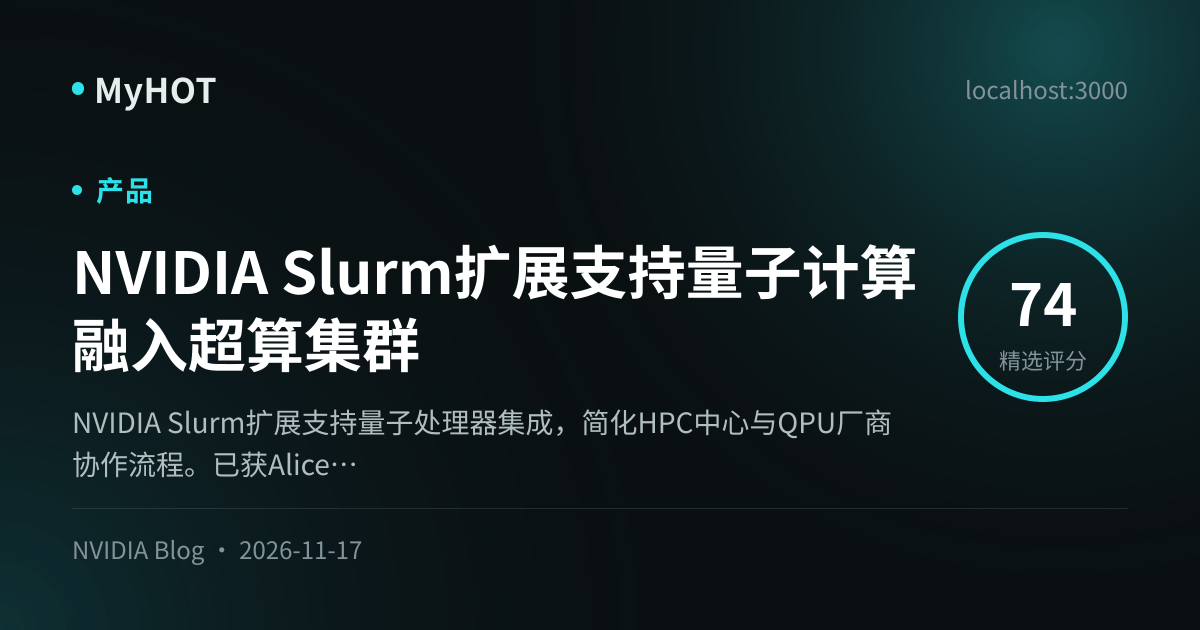 MyHOT
localhost:3000
产品
NVIDIA Slurm扩展支持量子计算
融入超算集群
74
精选评分
NVIDIA Slurm扩展支持量子处理器集成，简化HPC中心与QPU厂商
协作流程。已获Alice…
NVIDIA Blog · 2026-11-17